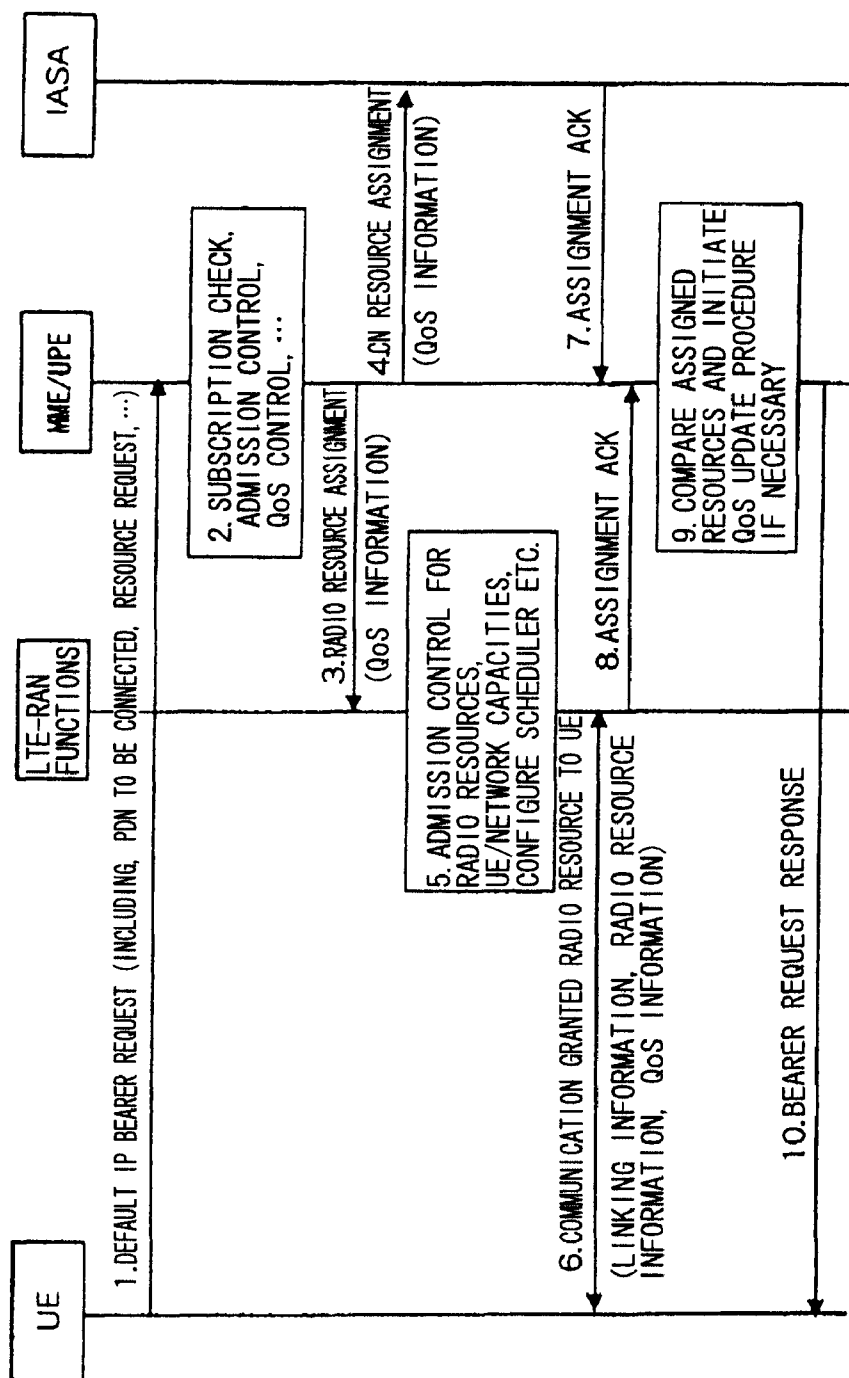 UE
LTE-RAN
FUNCTIONS
MME/UPE
IASA
1.DEFAULT IP BEARER REQUEST (INCLUDING, PDN TO BE CONNECTED, RESOURCE REQUEST, ...)
2. SUBSCRIPTION CHECK,
ADMISSION CONTROL,
QoS CONTROL, ...
3.RADIO RESOURCE ASSIGNMENT
(QoS INFORMATION)
4.CN RESOURCE ASSIGNMENT
(QoS INFORMATION)
5. ADMISSION CONTROL FOR
RADIO RESOURCES,
UE/NETWORK CAPACITIES,
CONFIGURE SCHEDULER ETC.
6.COMMUNICATION GRANTED RADIO RESOURCE TO UE
(LINKING INFORMATION, RADIO RESOURCE
INFORMATION, QoS INFORMATION)
7.ASSIGNMENT ACK
8.ASSIGNMENT ACK
9. COMPARE ASSIGNED
RESOURCES AND INITIATE
QoS UPDATE PROCEDURE
IF NECESSARY
10.BEARER REQUEST RESPONSE